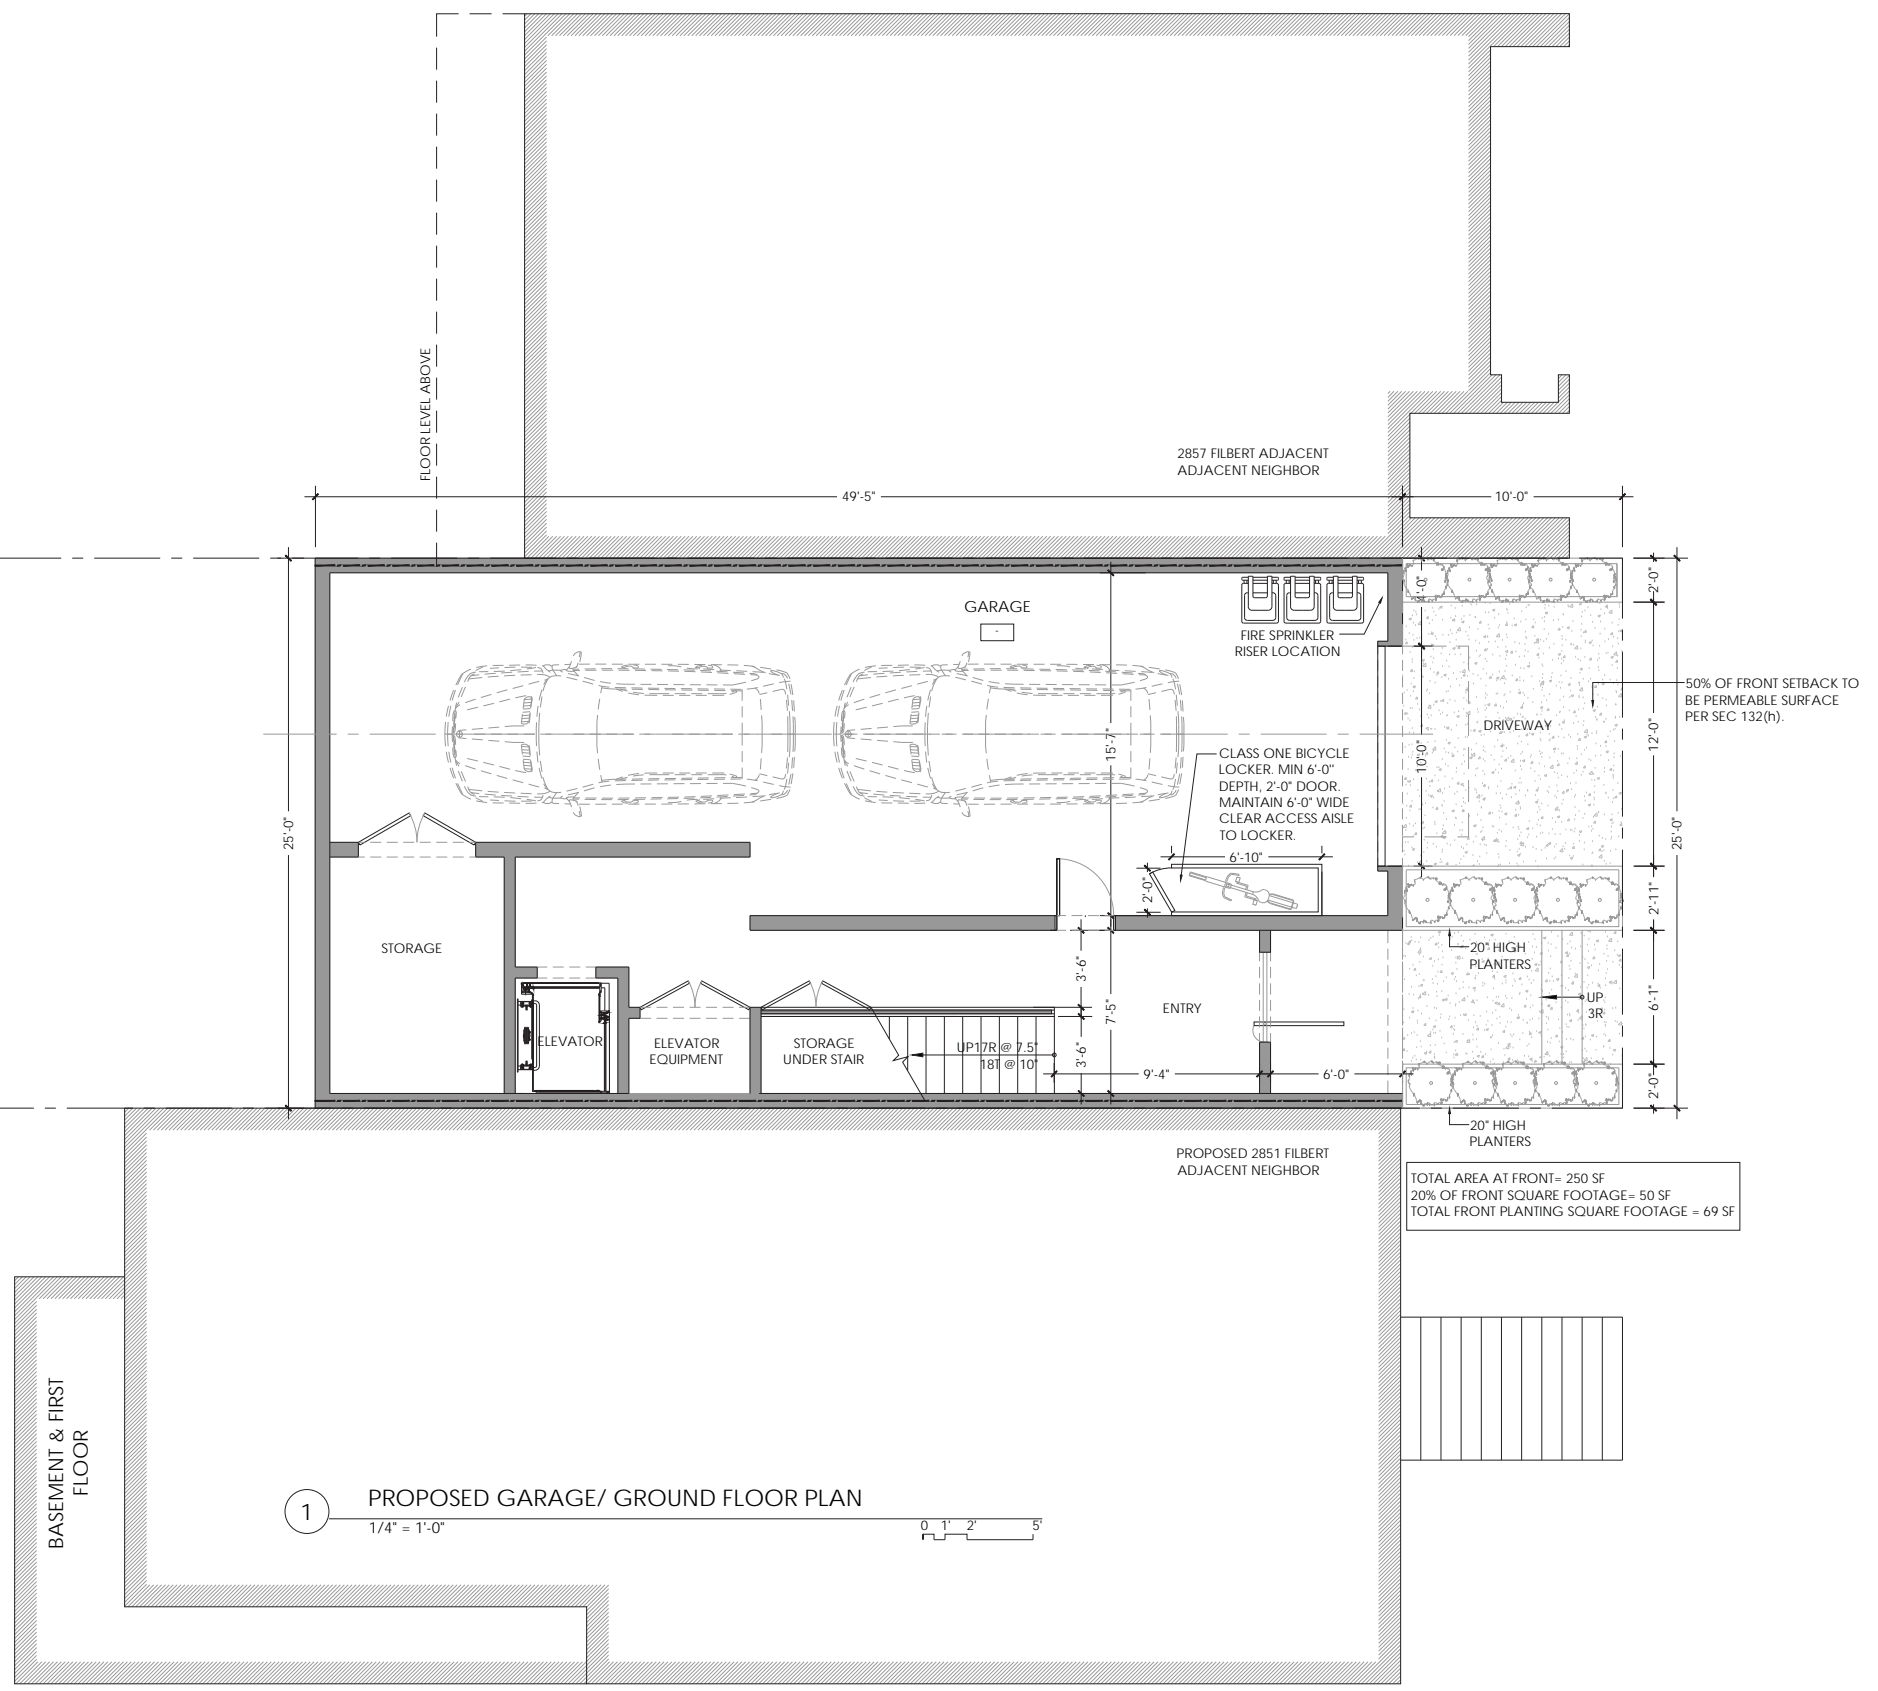 FLOOR LEVEL ABOVE
2857 FILBERT ADJACENT
ADJACENT NEIGHBOR
49'-5"
10'-0"
GARAGE
FIRE SPRINKLER
RISER LOCATION
4'-0"
2'-0"
50% OF FRONT SETBACK TO
BE PERMEABLE SURFACE
PER SEC 132(h).
DRIVEWAY
12'-0"
15'-7"
10'-0"
CLASS ONE BICYCLE
LOCKER. MIN 6'-0"
DEPTH, 2'-0" DOOR.
MAINTAIN 6'-0" WIDE
CLEAR ACCESS AISLE
TO LOCKER.
25'-0"
25'-0"
6'-10"
2'-0"
2'-11"
STORAGE
20" HIGH
PLANTERS
3'-6"
7'-5"
ENTRY
UP
3R
6'-1"
ELEVATOR
ELEVATOR
EQUIPMENT
STORAGE
UNDER STAIR
UP17R @ 7.5"
18T @ 10"
3'-6"
9'-4"
6'-0"
2'-0"
20" HIGH
PLANTERS
PROPOSED 2851 FILBERT
ADJACENT NEIGHBOR
TOTAL AREA AT FRONT= 250 SF
20% OF FRONT SQUARE FOOTAGE= 50 SF
TOTAL FRONT PLANTING SQUARE FOOTAGE = 69 SF
BASEMENT & FIRST
FLOOR
1
PROPOSED GARAGE/ GROUND FLOOR PLAN
1/4" = 1'-0"
0 1' 2' 5'